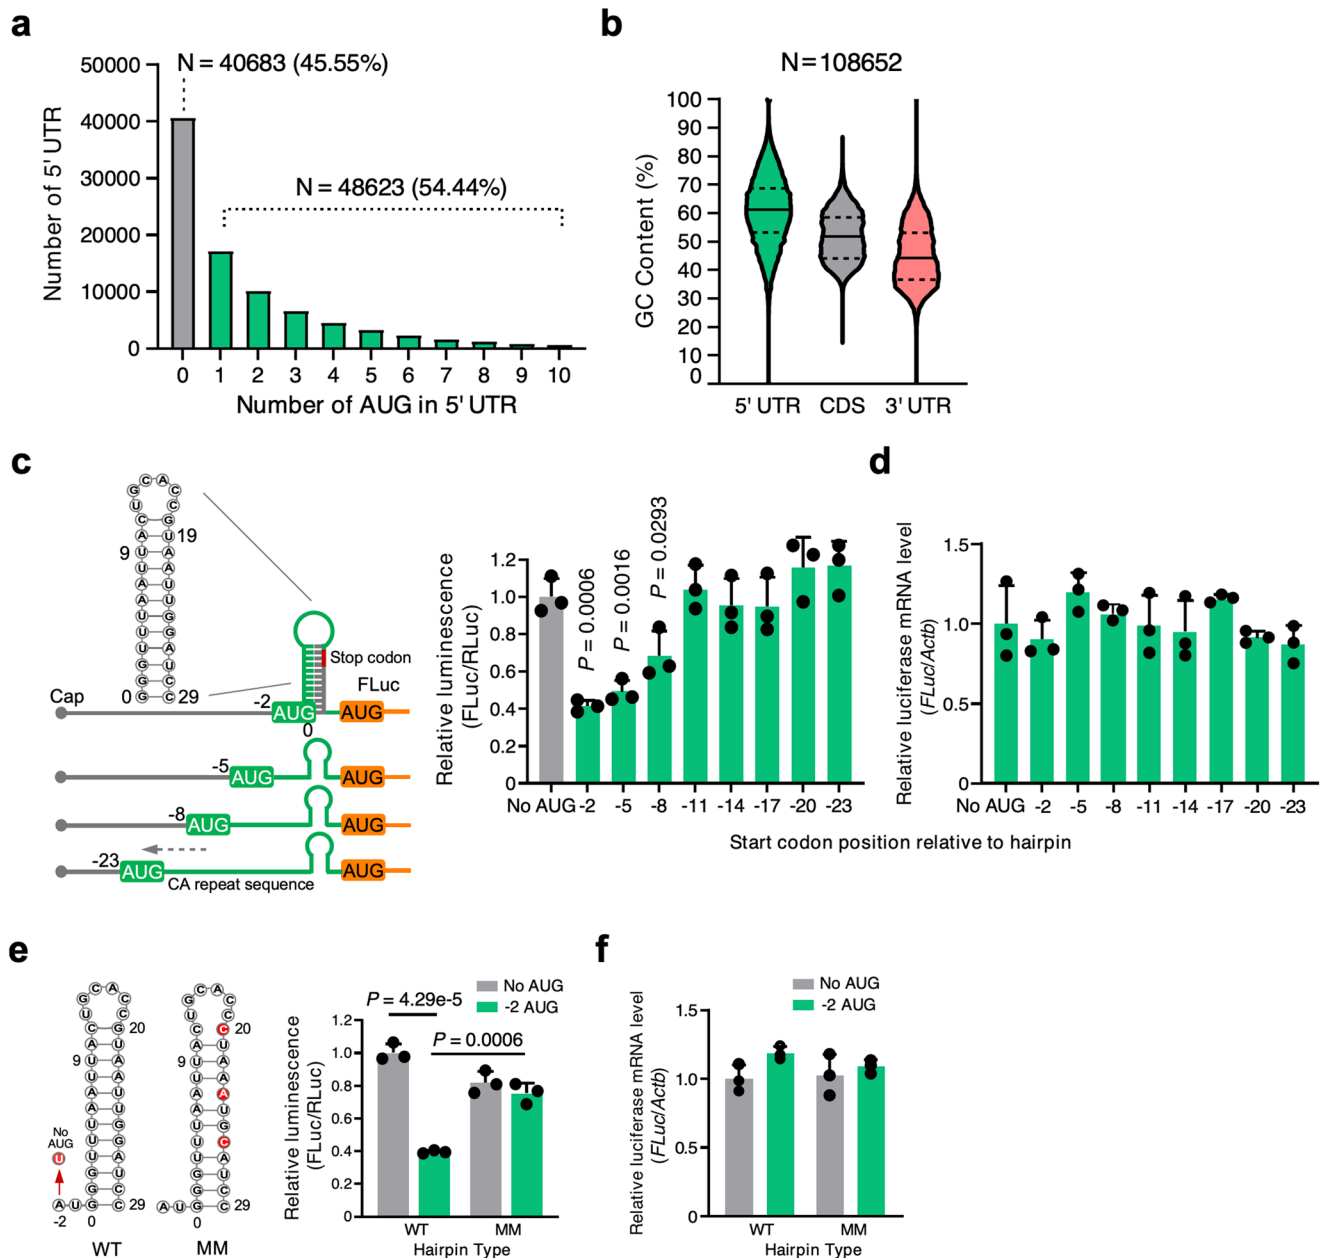 a
N = 40683 (45.55%)
50000
40000
30000
20000
10000
0
Number of 5' UTR
N = 48623 (54.44%)
0 1 2 3 4 5 6 7 8 9 10
Number of AUG in 5' UTR
b
N=108652
100
90
80
70
60
50
40
30
20
10
0
GC Content (%)
5' UTR CDS 3' UTR
c
G C A C
U C
C G 19
A U
9 U A
U A
A U
A U
U G
U G
U A
G U
G C
0 G C 29
Cap
Stop codon
FLuc
-2
AUG AUG
0
-5
AUG AUG
-8
AUG AUG
-23
AUG AUG
CA repeat sequence
Relative luminescence
(FLuc/RLuc)
1.2
1.0
0.8
0.6
0.4
0.2
0
P = 0.0006
P = 0.0016
P = 0.0293
No AUG -2 -5 -8 -11 -14 -17 -20 -23
d
Relative luciferase mRNA level
(FLuc/Actb)
1.5
1.0
0.5
0
No AUG -2 -5 -8 -11 -14 -17 -20 -23
Start codon position relative to hairpin
e
G C A C
U C
C G 20
9
No
AUG
U
A U G C 29
-2 0
WT
G C A C
U C
C C 20
9
A
C
A U G C 29
0
MM
No AUG
-2 AUG
P = 4.29e-5
P = 0.0006
Relative luminescence
(FLuc/RLuc)
1.2
1.0
0.8
0.6
0.4
0.2
0
WT MM
Hairpin Type
f
No AUG
-2 AUG
Relative luciferase mRNA level
(FLuc/Actb)
1.5
1.0
0.5
0
WT MM
Hairpin Type